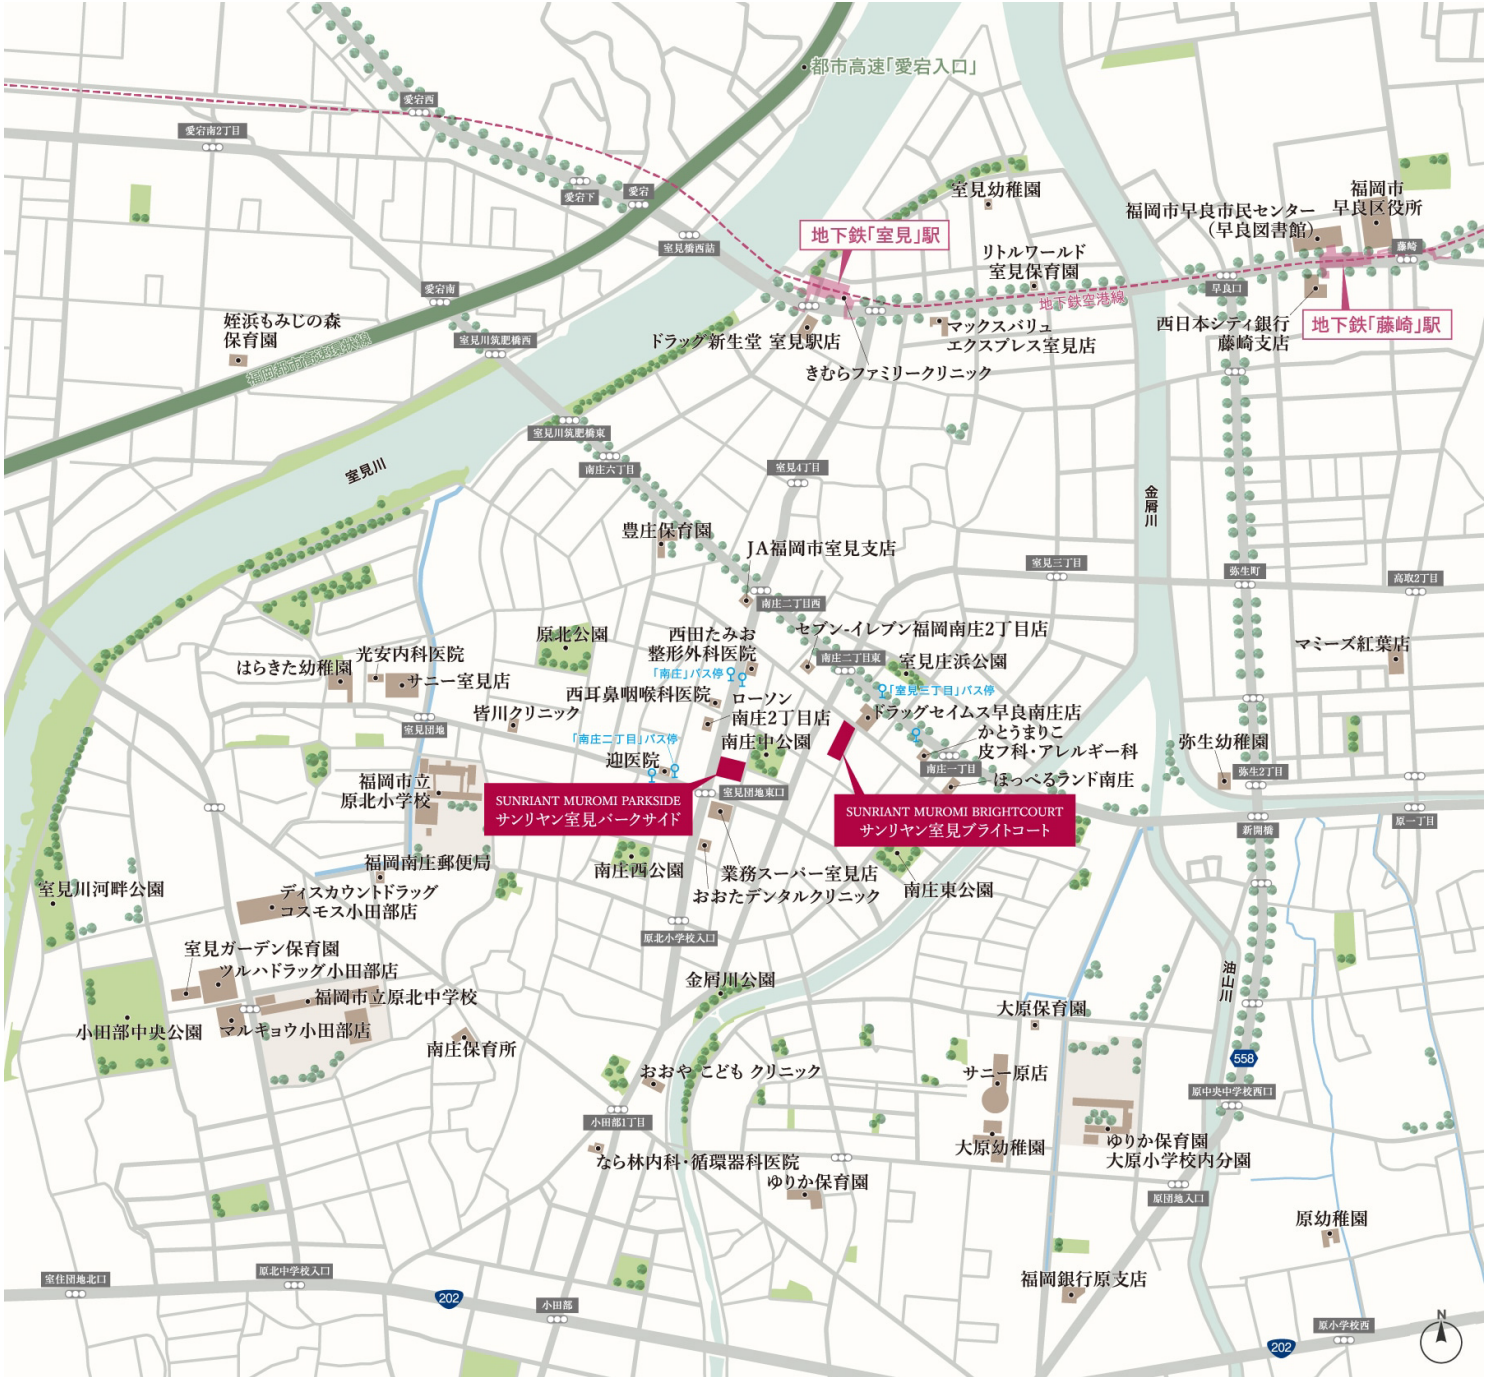 都市高速「愛宕入口」
愛宕西
愛宕南2丁目
愛宕下
愛宕
室見橋西詰
室見幼稚園
福岡市
早良区役所
福岡市早良市民センター
（早良図書館）
地下鉄「室見」駅
リトルワールド
室見保育園
藤崎
早良口
地下鉄空港線
愛宕南
姪浜もみじの森
保育園
室見川筑肥橋西
福岡都市高速環状線
ドラッグ新生堂 室見駅店
マックスバリュ
エクスプレス室見店
西日本シティ銀行
藤崎支店
地下鉄「藤崎」駅
きむらファミリークリニック
室見川筑肥橋東
南庄六丁目
室見4丁目
室見川
金屑川
豊庄保育園
JA福岡市室見支店
室見三丁目
弥生町
高取2丁目
南庄二丁目西
原北公園
西田たみお
整形外科医院
セブン-イレブン福岡南庄2丁目店
南庄二丁目東
室見庄浜公園
マミーズ紅葉店
はらきた幼稚園
光安内科医院
サニー室見店
「南庄」バス停
「室見三丁目」バス停
西耳鼻咽喉科医院
ローソン
南庄2丁目店
皆川クリニック
室見団地
ドラッグセイムス早良南庄店
かとうまりこ
皮フ科・アレルギー科
「南庄二丁目」バス停
迎医院
南庄中公園
弥生幼稚園
弥生2丁目
南庄一丁目
ほっぺるランド南庄
福岡市立
原北小学校
室見団地東口
SUNRIANT MUROMI PARKSIDE
サンリヤン室見パークサイド
SUNRIANT MUROMI BRIGHTCOURT
サンリヤン室見ブライトコート
新開橋
原一丁目
福岡南庄郵便局
南庄西公園
業務スーパー室見店
おおたデンタルクリニック
南庄東公園
室見川河畔公園
ディスカウントドラッグ
コスモス小田部店
原北小学校入口
室見ガーデン保育園
ツルハドラッグ小田部店
福岡市立原北中学校
金屑川公園
油山川
大原保育園
小田部中央公園
マルキョウ小田部店
南庄保育所
558
おおや こども クリニック
サニー原店
原中央中学校西口
小田部1丁目
大原幼稚園
ゆりか保育園
大原小学校内分園
なら林内科・循環器科医院
ゆりか保育園
原団地入口
原幼稚園
室住団地北口
原北中学校入口
福岡銀行原支店
202
小田部
原小学校西
202
N